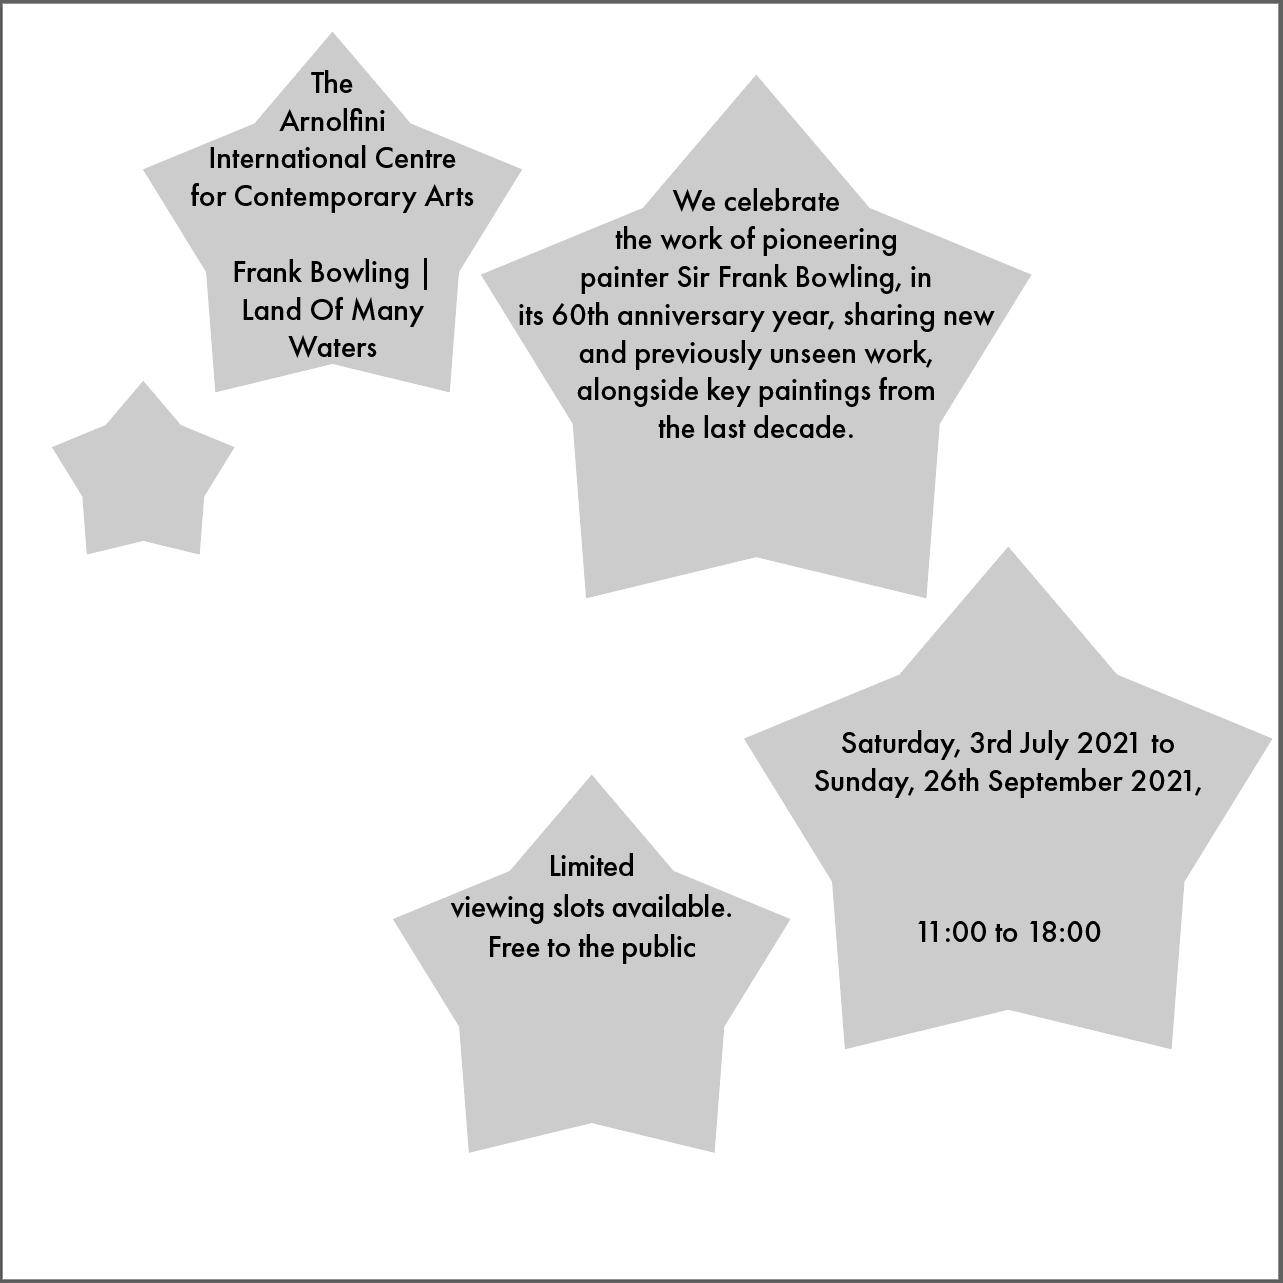 The
Arnolfini
International Centre
for Contemporary Arts
Frank Bowling |
Land Of Many
Waters
We celebrate
the work of pioneering
painter Sir Frank Bowling, in
its 60th anniversary year, sharing new
and previously unseen work,
alongside key paintings from
the last decade.
Saturday, 3rd July 2021 to
Sunday, 26th September 2021,
11:00 to 18:00
Limited
viewing slots available.
Free to the public